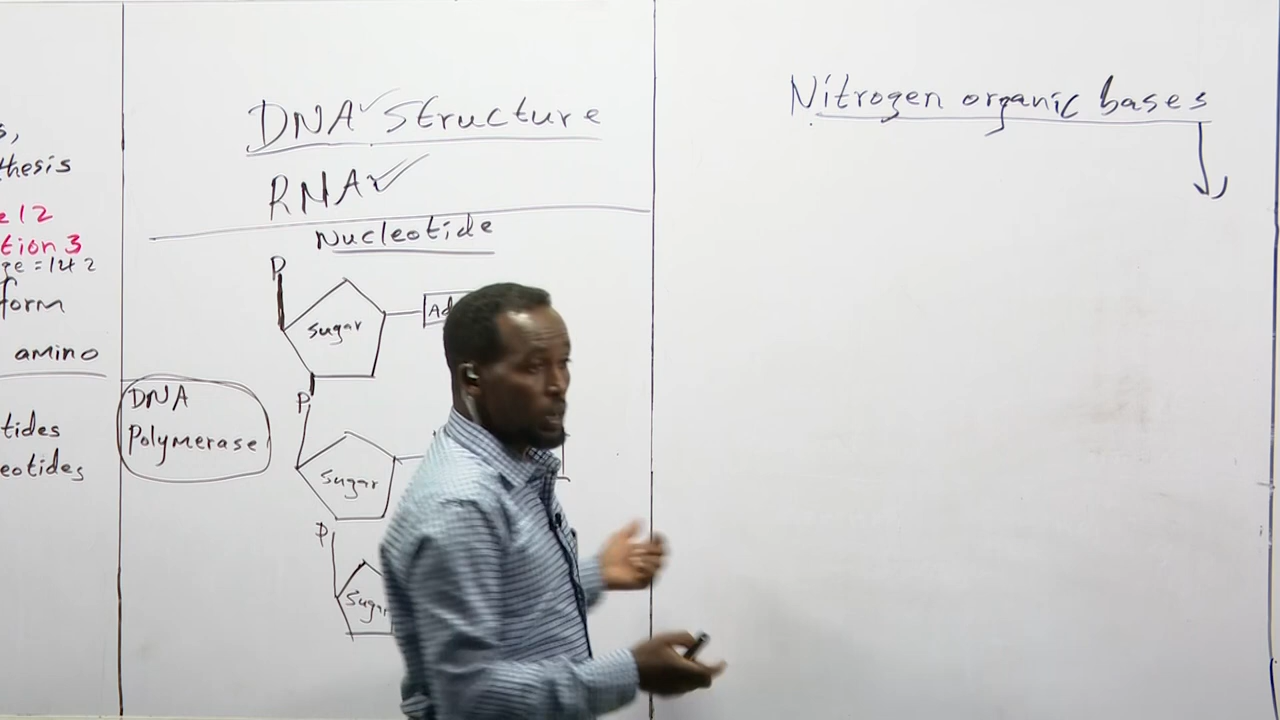 thesis
e 12
tion 3
ge = 142
form
amino
tides
eotides
DNA Structure
RNA
Nucleotide
P
Sugar
Ad
P
DNA
Polymerase
Sugar
P
Sugar
Nitrogen organic bases